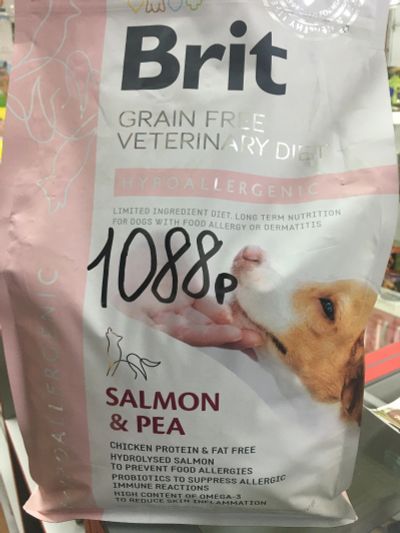 Brit
GRAIN FREE
VETERINARY DIET
HYPOALLERGENIC
LIMITED INGREDIENT DIET. LONG TERM NUTRITION
FOR DOGS WITH FOOD ALLERGY OR DERMATITIS
1088р
HYPOALLERGENIC
SALMON
& PEA
CHICKEN PROTEIN & FAT FREE
HYDROLYSED SALMON
TO PREVENT FOOD ALLERGIES
PROBIOTICS TO SUPPRESS ALLERGIC
IMMUNE REACTIONS
HIGH CONTENT OF OMEGA-3
TO REDUCE SKIN INFLAMMATION